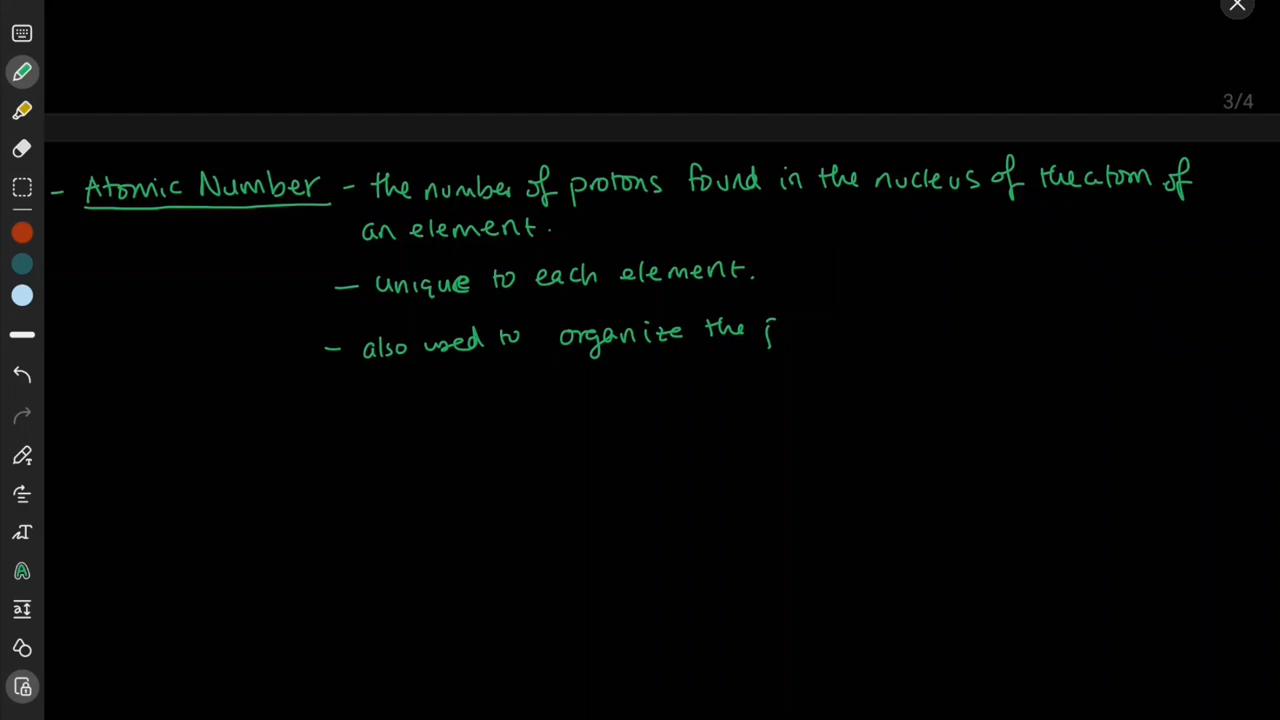 3/4
- Atomic Number - the number of protons found in the nucleus of the atom of
an element.
- unique to each element.
- also used to organize the